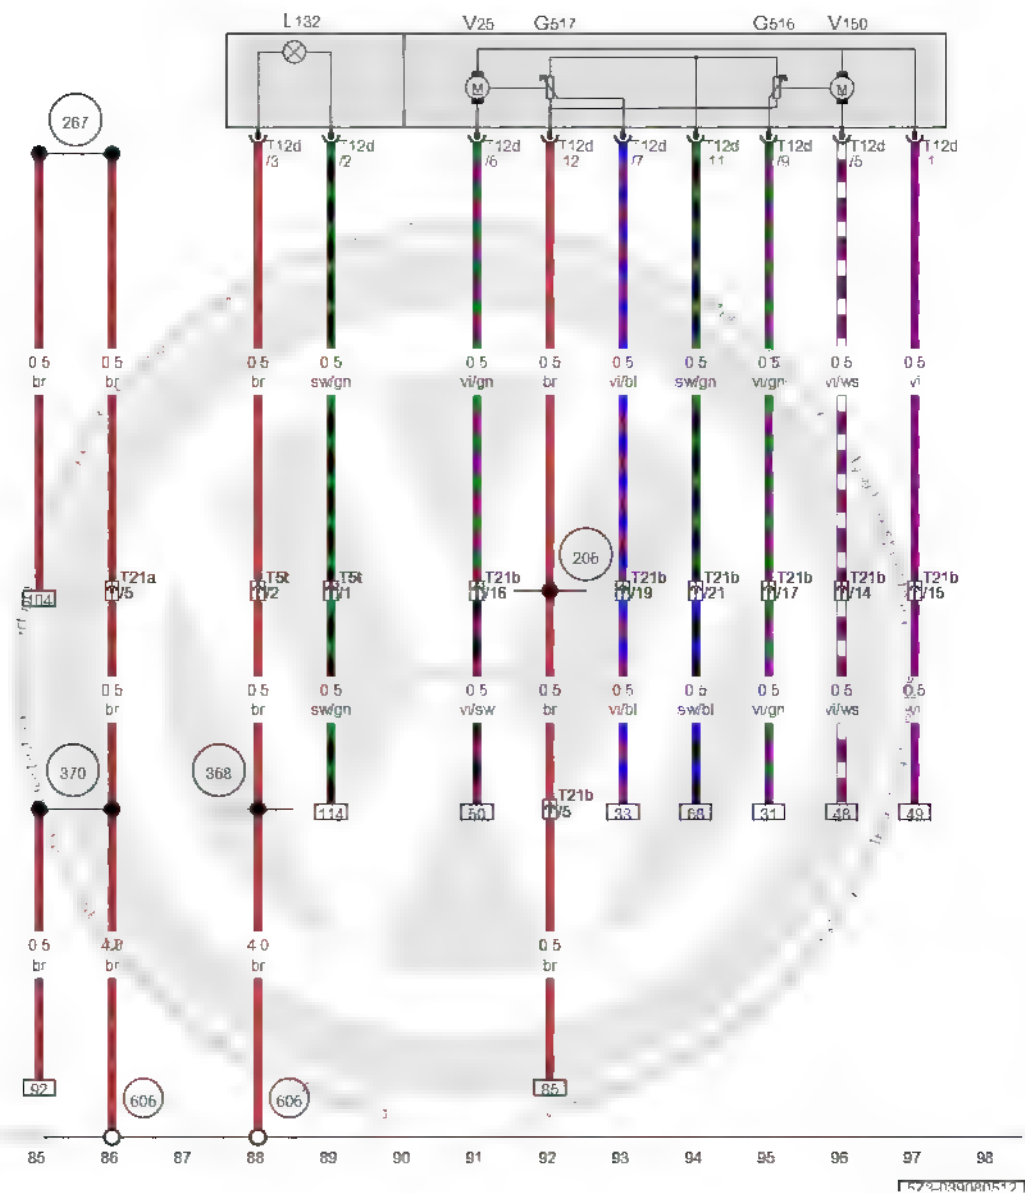 L132 V25 G517 G516 V150
267
T12d /3
T12d /2
T12d /6
T12d 12
T12d /7
T12d 11
T12d /9
T12d /5
T12d 1
0 5 0 5 0 5 0 5 0 5 0 5 0 5 0 5 0 5 0 5 0 5
br br br sw/gn vi/gn br vi/bl sw/gn vi/gn vi/ws vi
206
104
T21a /5
T5t /2
T5t /1
T21b /16
T21b /19
T21b /21
T21b /17
T21b /14
T21b /15
0 5 0 5 0 5 0 5 0 5 0 5 0 5 0 5 0 5 0 5
br br sw/gn vi/sw br vi/bl sw/bl vi/gn vi/ws
370 368
114 50 T21b /5 33 68 31 48 49
0 5 4 0 4 0 0 5
br br br br
92 606 606 85
85 86 87 88 89 90 91 92 93 94 95 96 97 98